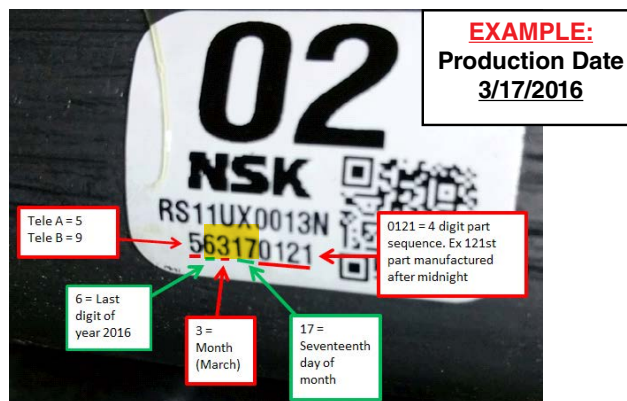 EXAMPLE:
Production Date
3/17/2016
02
NSK
RS11UX0013N
563170121
Tele A = 5
Tele B = 9
0121 = 4 digit part
sequence. Ex 121st
part manufactured
after midnight
6 = Last
digit of
year 2016
3 =
Month
(March)
17 =
Seventeenth
day of
month